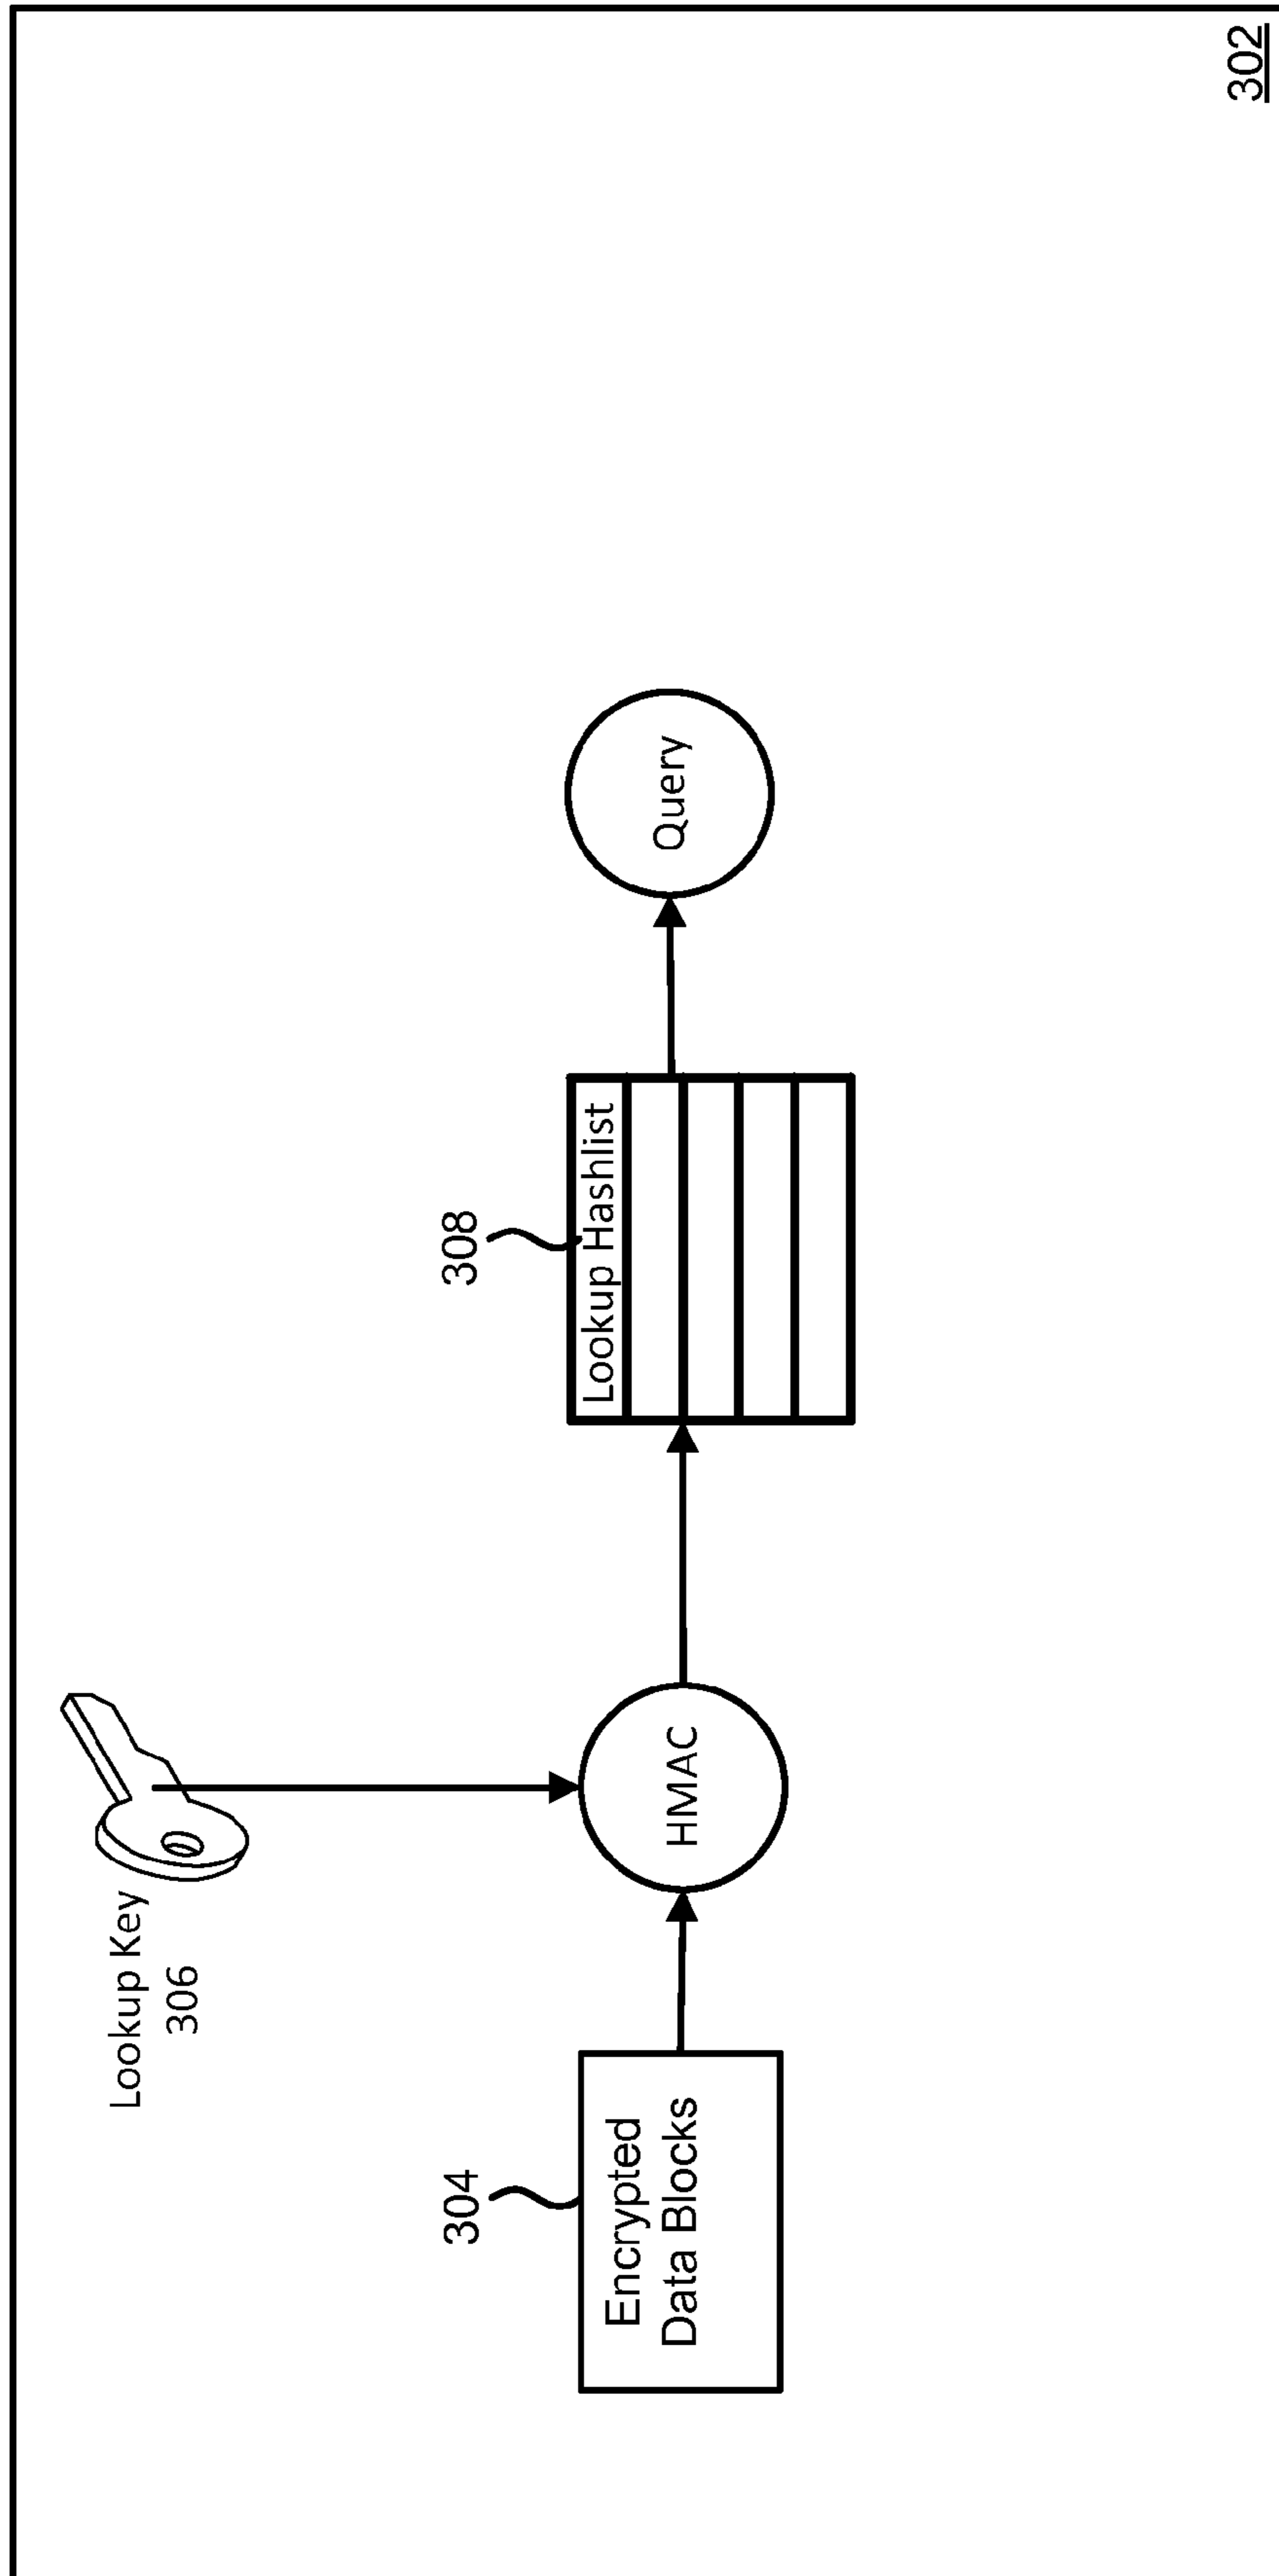 Lookup Key
306
304
Encrypted
Data Blocks
HMAC
308
Lookup Hashlist
Query
302